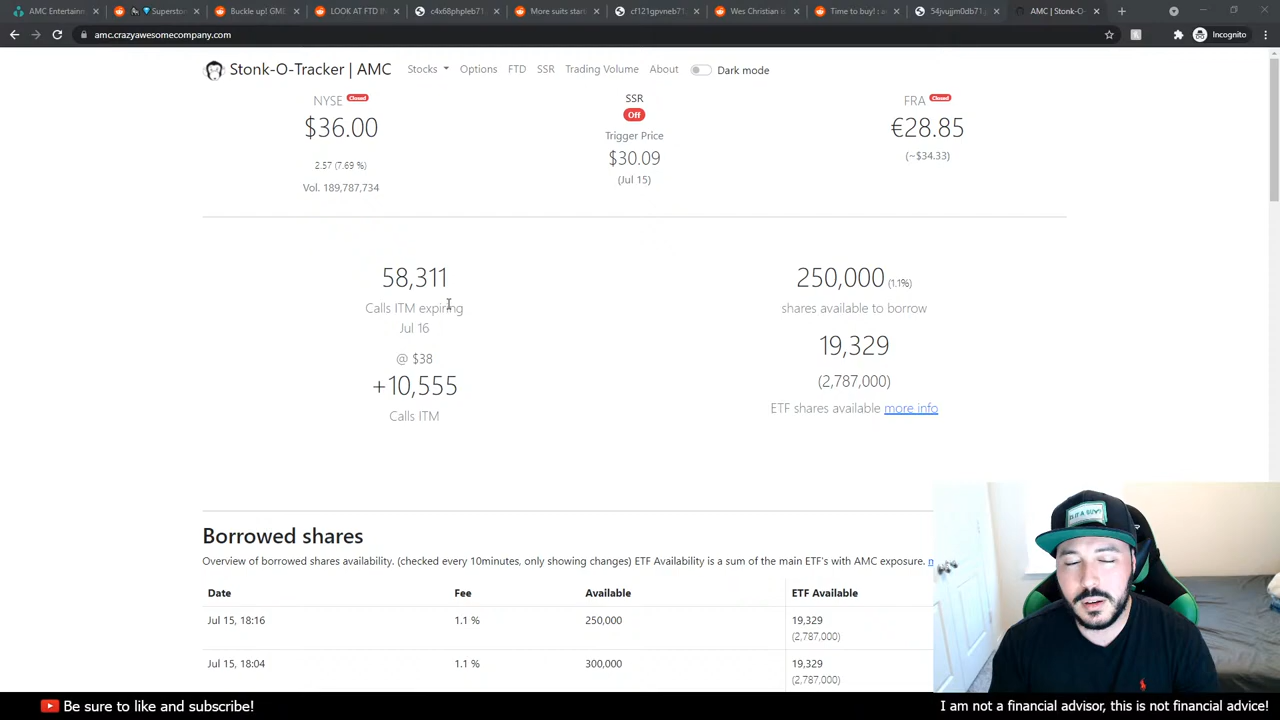 AMC Entertainm
Superston
Buckle up! GME
LOOK AT FTD th
c4x68phpleb71
More suits start
cf121gpvneb71
Wes Christian is
Time to buy! : a
54jvujjm0db71.j
AMC | Stonk-O-
amc.crazyawesomecompany.com
Incognito
Stonk-O-Tracker | AMC
Stocks
Options
FTD
SSR
Trading Volume
About
Dark mode
NYSE Closed
$36.00
2.57 (7.69 %)
Vol. 189,787,734
SSR
Off
Trigger Price
$30.09
(Jul 15)
FRA Closed
€28.85
(~$34.33)
58,311
Calls ITM expiring
Jul 16
@ $38
+10,555
Calls ITM
250,000 (1.1%)
shares available to borrow
19,329
(2,787,000)
ETF shares available more info
Borrowed shares
Overview of borrowed shares availability. (checked every 10minutes, only showing changes) ETF Availability is a sum of the main ETF's with AMC exposure.
Date Fee Available ETF Available
Jul 15, 18:16 1.1 % 250,000 19,329
(2,787,000)
Jul 15, 18:04 1.1 % 300,000 19,329
(2,787,000)
Be sure to like and subscribe!
I am not a financial advisor, this is not financial advice!